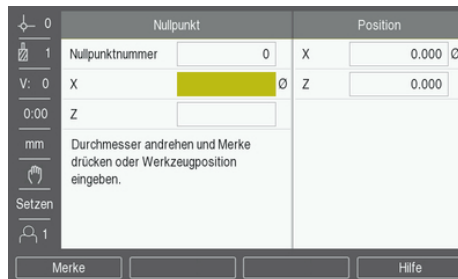 0
Nullpunkt
Position
1
Nullpunktnummer
0
X
0.000
Ø
V: 0
X
Ø
Z
0.000
0:00
Z
mm
Durchmesser andrehen und Merke
drücken oder Werkzeugposition
eingeben.
Setzen
1
Merke
Hilfe